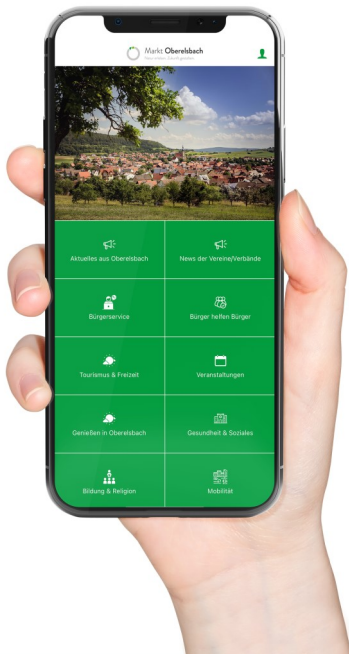 Markt Oberelsbach
Aktuelles aus Oberelsbach
News der Vereine/Verbände
Bürgerservice
Bürger helfen Bürger
Tourismus & Freizeit
Veranstaltungen
Genießen in Oberelsbach
Gesundheit & Soziales
Bildung & Religion
Mobilität